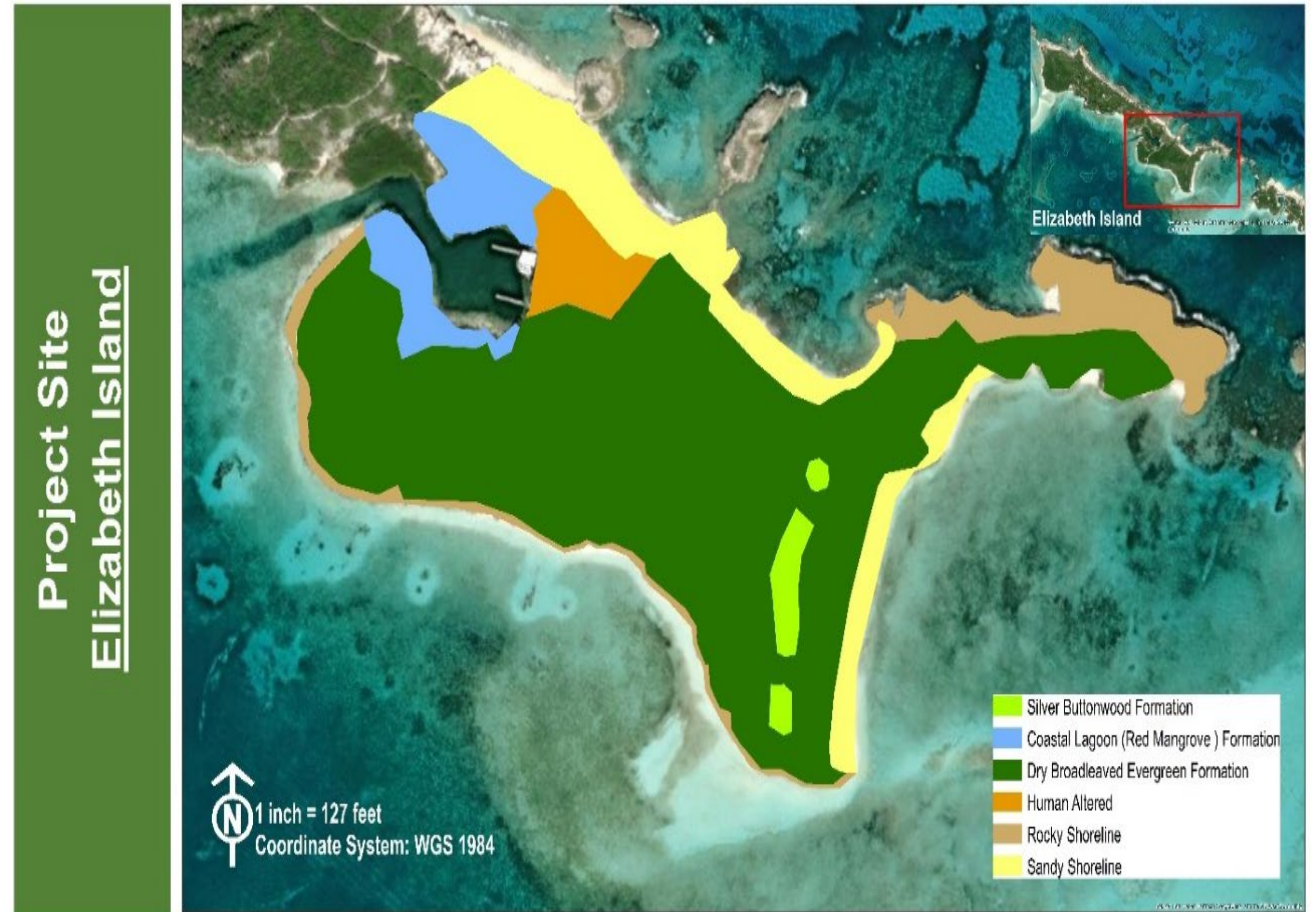 Project Site
Elizabeth Island
Elizabeth Island
N
1 inch = 127 feet
Coordinate System: WGS 1984
Silver Buttonwood Formation
Coastal Lagoon (Red Mangrove ) Formation
Dry Broadleaved Evergreen Formation
Human Altered
Rocky Shoreline
Sandy Shoreline